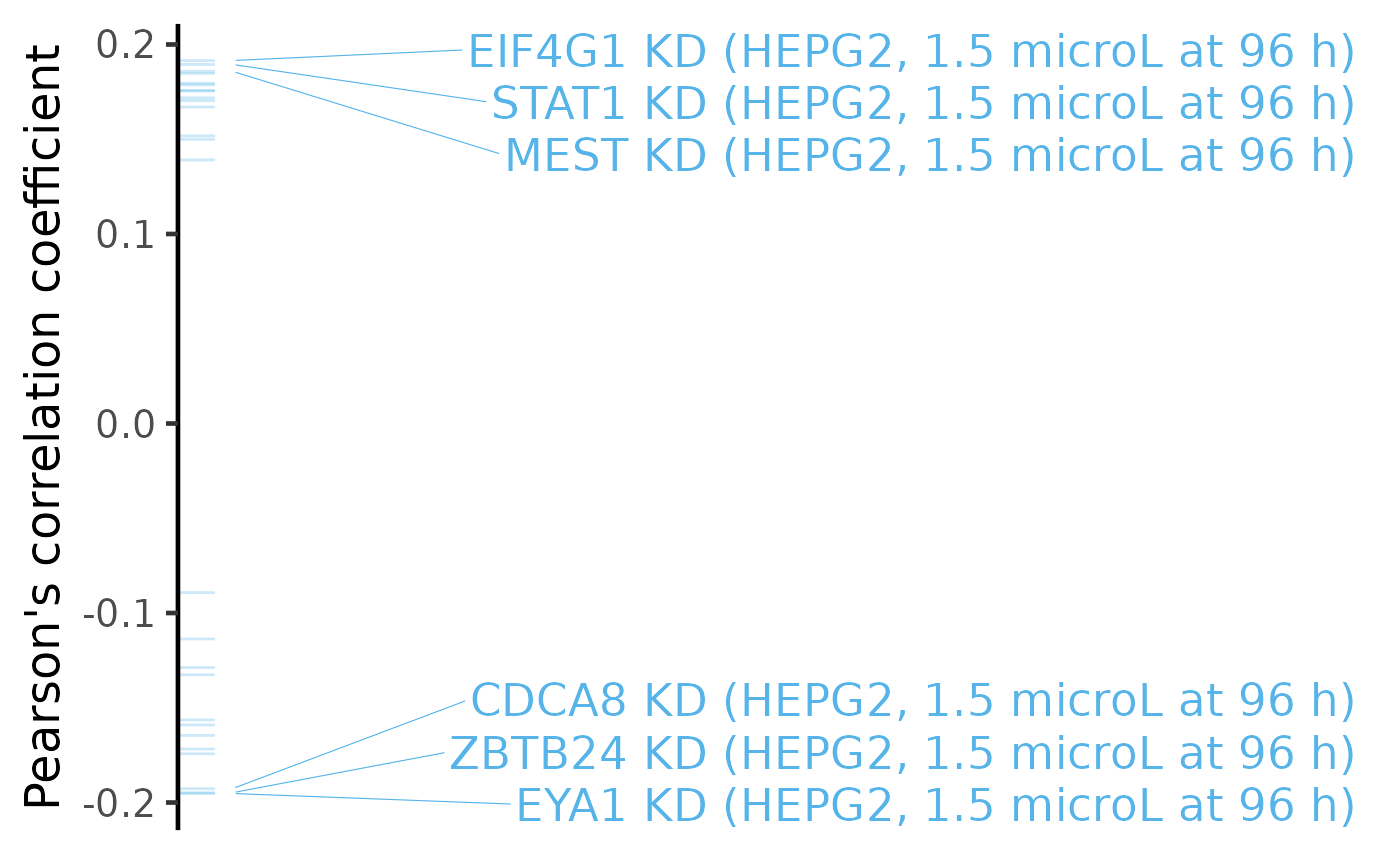 Pearson's correlation coefficient
0.2
0.1
0.0
-0.1
-0.2
EIF4G1 KD (HEPG2, 1.5 microL at 96 h)
STAT1 KD (HEPG2, 1.5 microL at 96 h)
MEST KD (HEPG2, 1.5 microL at 96 h)
CDCA8 KD (HEPG2, 1.5 microL at 96 h)
ZBTB24 KD (HEPG2, 1.5 microL at 96 h)
EYA1 KD (HEPG2, 1.5 microL at 96 h)